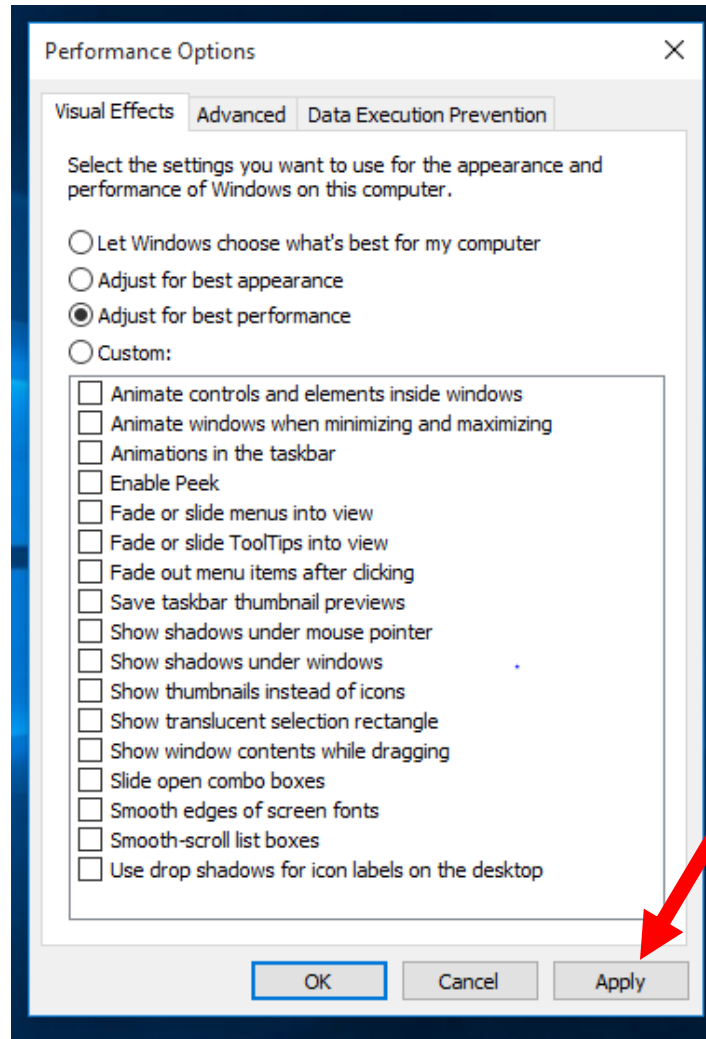 Performance Options
Visual Effects Advanced Data Execution Prevention
Select the settings you want to use for the appearance and
performance of Windows on this computer.
Let Windows choose what's best for my computer
Adjust for best appearance
Adjust for best performance
Custom:
Animate controls and elements inside windows
Animate windows when minimizing and maximizing
Animations in the taskbar
Enable Peek
Fade or slide menus into view
Fade or slide ToolTips into view
Fade out menu items after clicking
Save taskbar thumbnail previews
Show shadows under mouse pointer
Show shadows under windows
Show thumbnails instead of icons
Show translucent selection rectangle
Show window contents while dragging
Slide open combo boxes
Smooth edges of screen fonts
Smooth-scroll list boxes
Use drop shadows for icon labels on the desktop
OK Cancel Apply